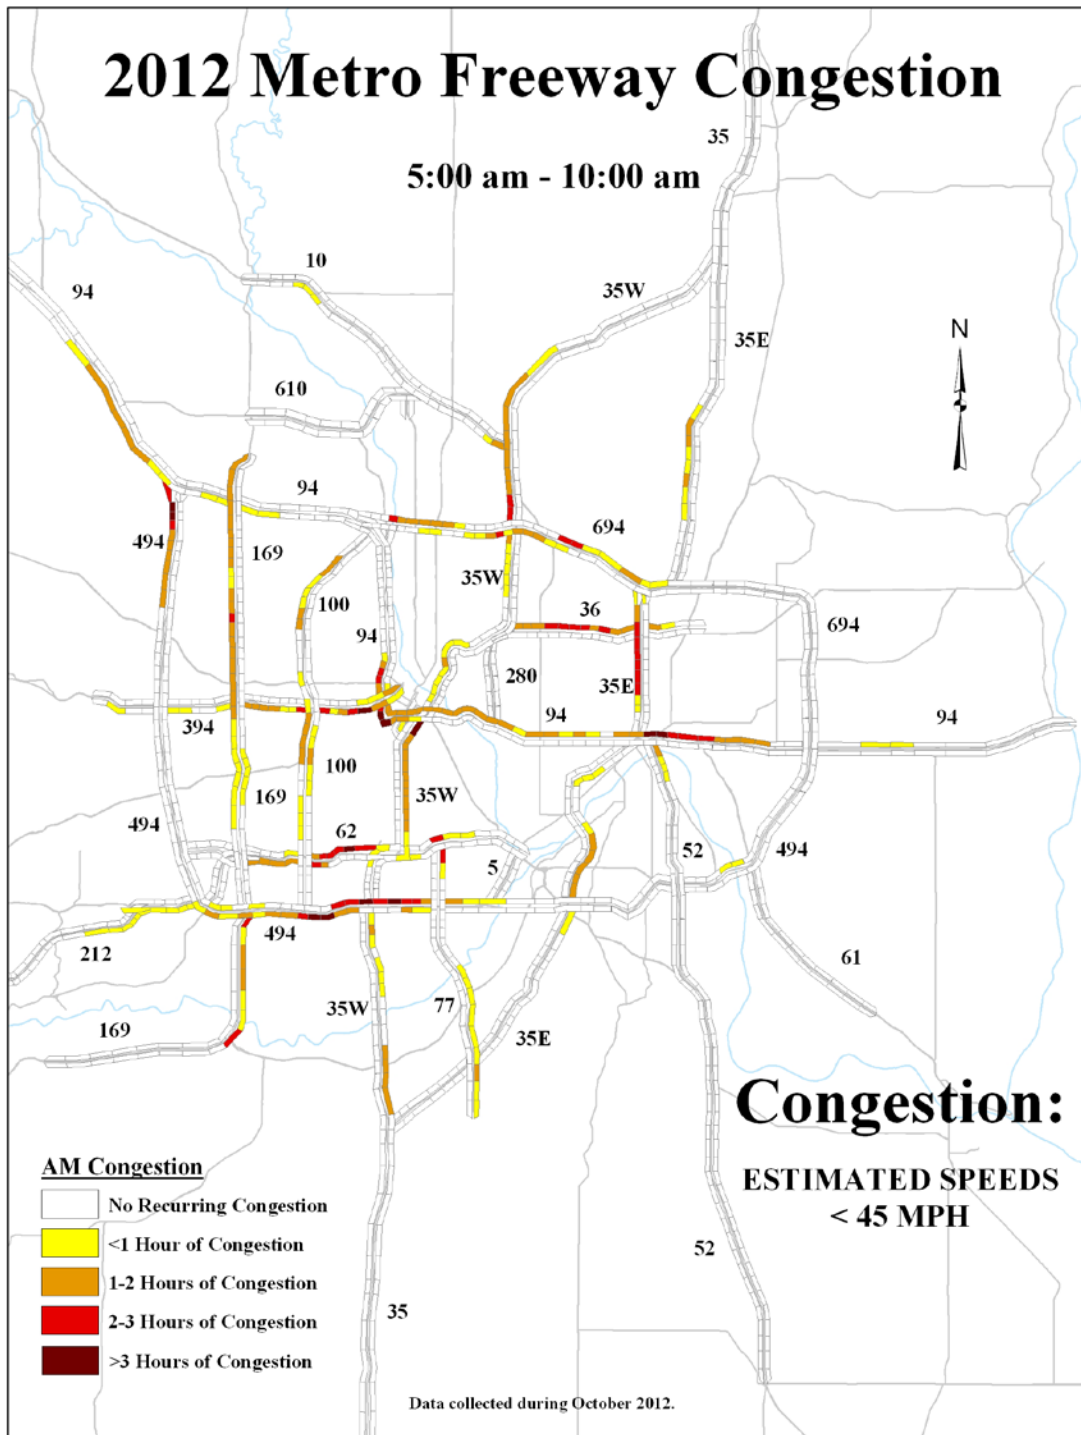 2012 Metro Freeway Congestion
35
5:00 am - 10:00 am
10
94
35W
N
35E
610
94
694
494
169
35W
100
36
94
694
280
35E
394
94
94
100
169
35W
494
62
5
52
494
494
212
61
35W
77
169
35E
Congestion:
AM Congestion
ESTIMATED SPEEDS
< 45 MPH
No Recurring Congestion
<1 Hour of Congestion
52
1-2 Hours of Congestion
35
2-3 Hours of Congestion
>3 Hours of Congestion
Data collected during October 2012.